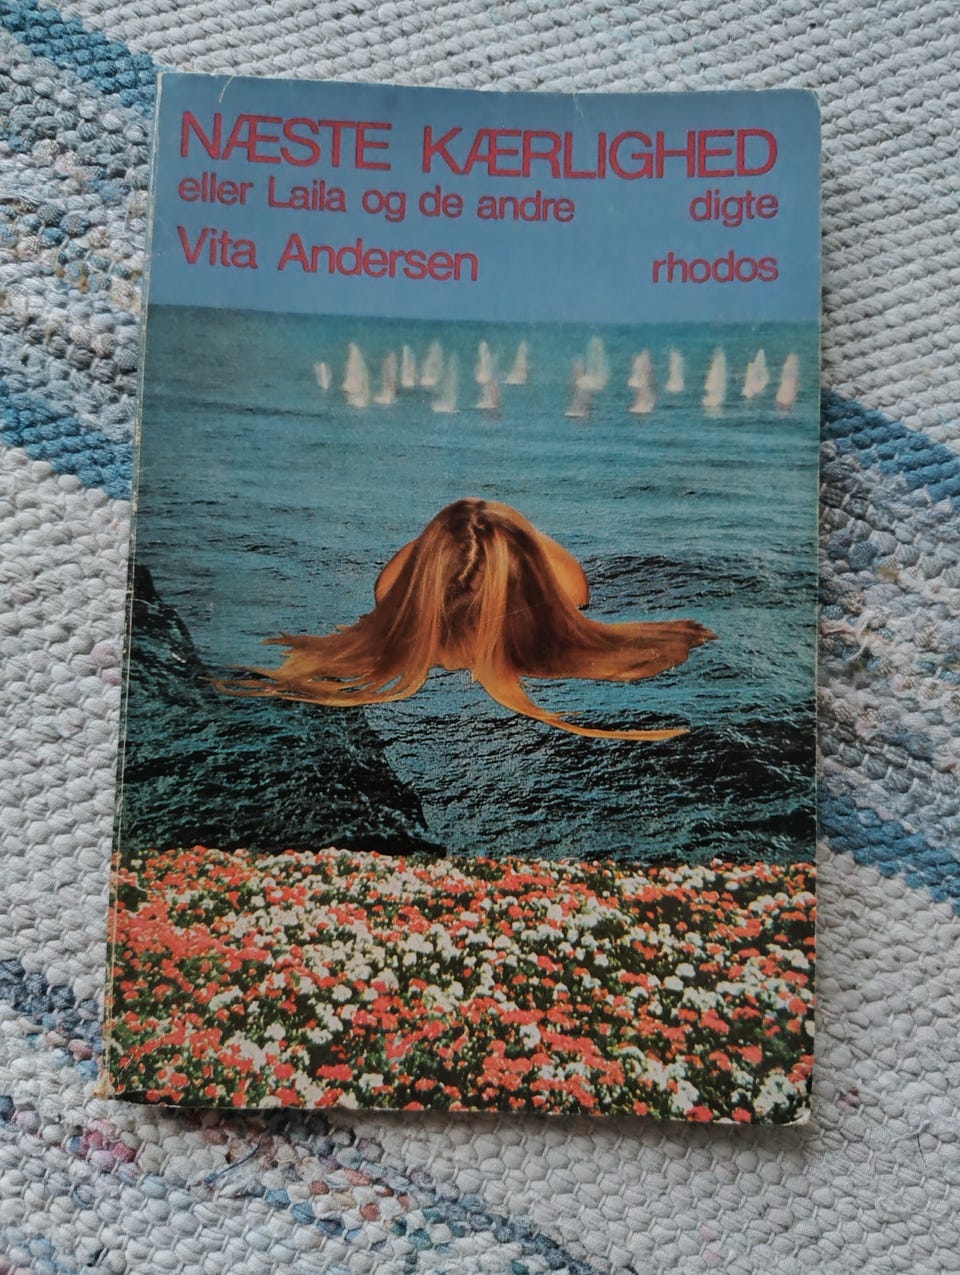 NÆSTE KÆRLIGHED
eller Laila og de andre digte
Vita Andersen rhodos